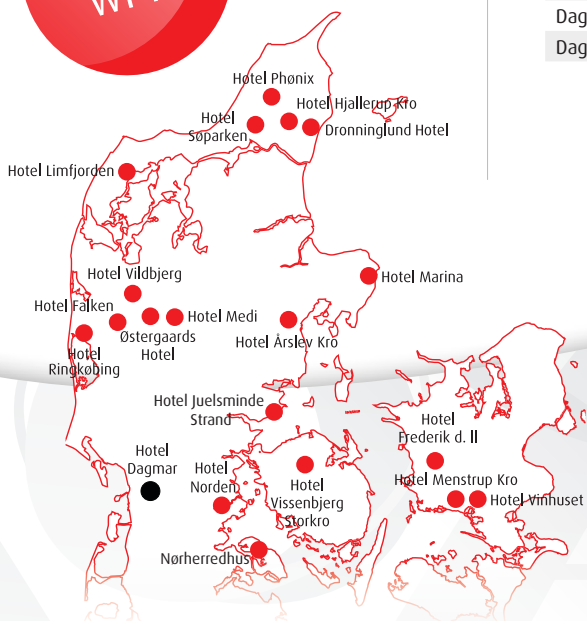 Dag
Dag
Hotel Phønix
Hotel Hjallerup Kro
Hotel
Søparken
Dronninglund Hotel
Hotel Limfjorden
Hotel Vildbjerg
Hotel Marina
Hotel Falken
Hotel Medi
Østergaards
Hotel
Hotel Årslev Kro
Hotel
Ringkøbing
Hotel Juelsminde
Strand
Hotel
Frederik d. II
Hotel
Dagmar
Hotel
Norden
Hotel
Vissenbjerg
Storkro
Hotel Menstrup Kro
Hotel Vinhuset
Nørherredhus